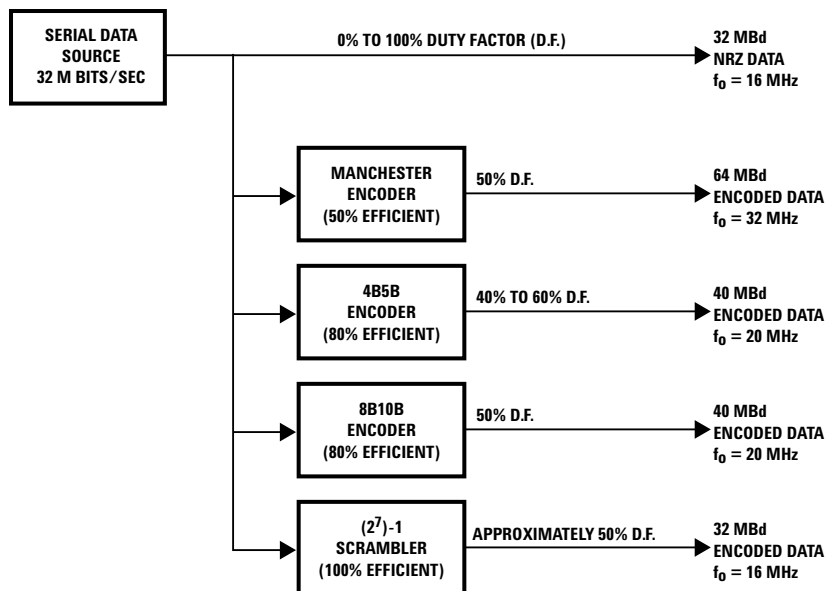 SERIAL DATA
SOURCE
32 M BITS/SEC
0% TO 100% DUTY FACTOR (D.F.)
32 MBd
NRZ DATA
f₀ = 16 MHz
MANCHESTER
ENCODER
(50% EFFICIENT)
50% D.F.
64 MBd
ENCODED DATA
f₀ = 32 MHz
4B5B
ENCODER
(80% EFFICIENT)
40% TO 60% D.F.
40 MBd
ENCODED DATA
f₀ = 20 MHz
8B10B
ENCODER
(80% EFFICIENT)
50% D.F.
40 MBd
ENCODED DATA
f₀ = 20 MHz
(2⁷)-1
SCRAMBLER
(100% EFFICIENT)
APPROXIMATELY 50% D.F.
32 MBd
ENCODED DATA
f₀ = 16 MHz